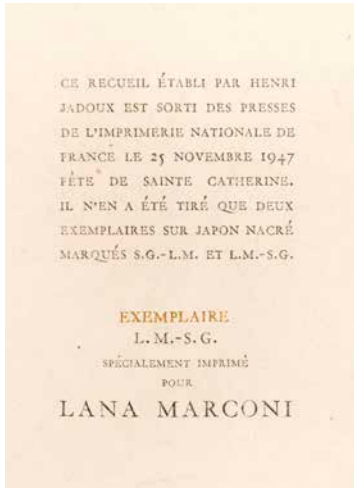 CE RECUEIL ÉTABLI PAR HENRI
JADOUX EST SORTI DES PRESSES
DE L'IMPRIMERIE NATIONALE DE
FRANCE LE 25 NOVEMBRE 1947
FÊTE DE SAINTE CATHERINE.
IL N'EN A ÉTÉ TIRÉ QUE DEUX
EXEMPLAIRES SUR JAPON NACRÉ
MARQUÉS S.G.-L.M. ET L.M.-S.G.
EXEMPLAIRE
L.M.-S.G.
SPÉCIALEMENT IMPRIMÉ
POUR
LANA MARCONI